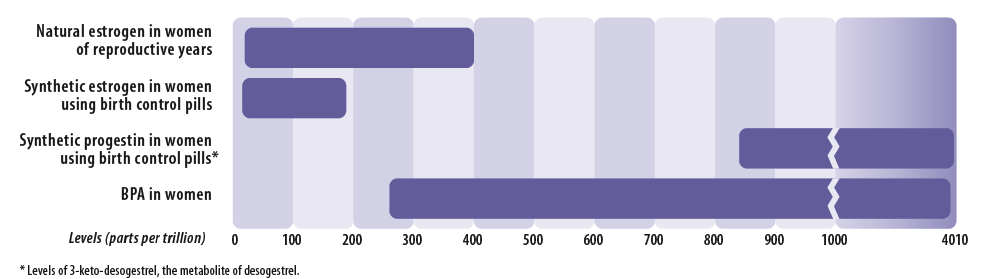 Natural estrogen in women
of reproductive years
Synthetic estrogen in women
using birth control pills
Synthetic progestin in women
using birth control pills*
BPA in women
Levels (parts per trillion) 0 100 200 300 400 500 600 700 800 900 1000 4010
* Levels of 3-keto-desogestrel, the metabolite of desogestrel.